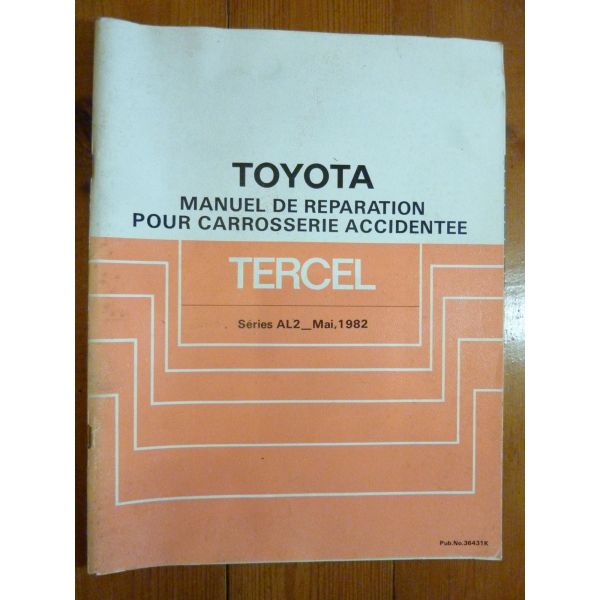 TOYOTA
MANUEL DE REPARATION
POUR CARROSSERIE ACCIDENTEE
TERCEL
Séries AL2_Mai,1982
Pub.No.36431K